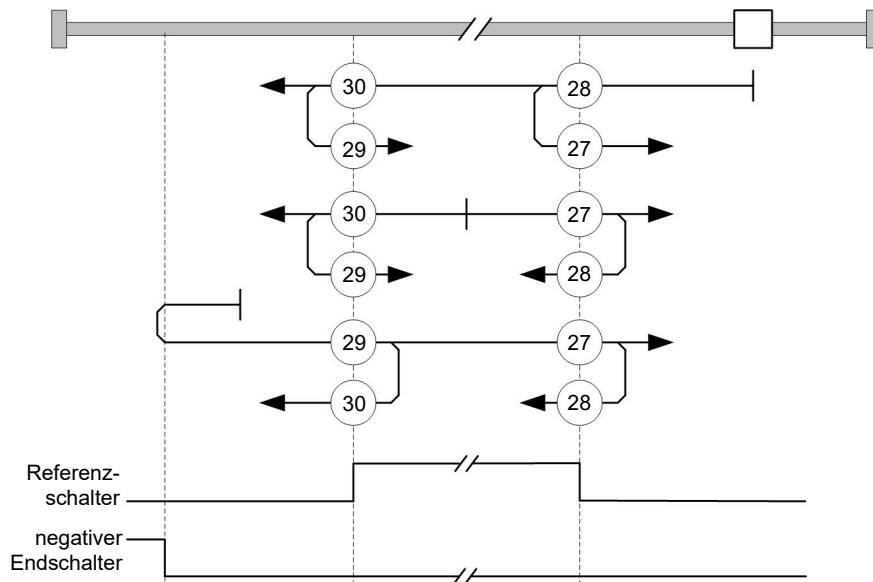 30 28
29 27
30 27
29 28
29 27
30 28
Referenz-
schalter
negativer
Endschalter